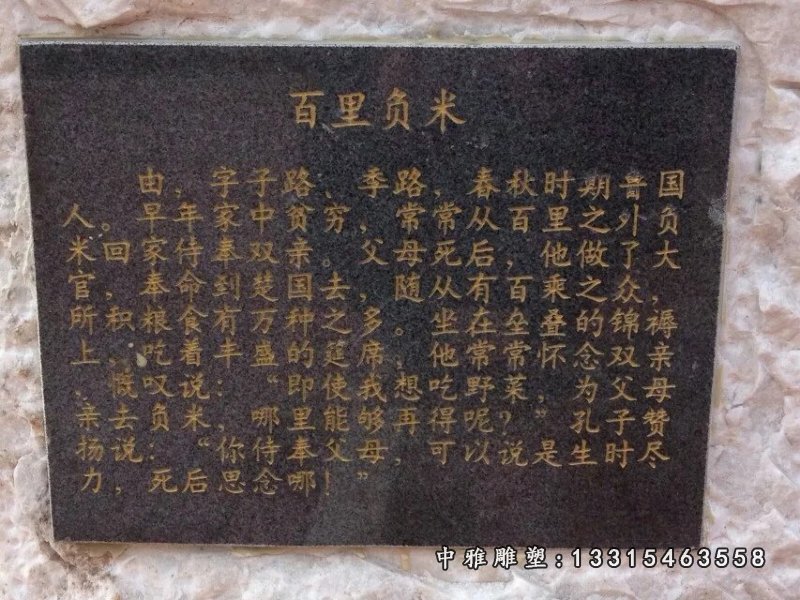 百里负米
由，字子路、季路，春秋时期鲁国
人。早年家中贫穷，常常从百里之外负
米回家侍奉双亲。父母死后，他做了大
官，奉命到楚国去，随从有百乘之众，
所积根食有万种之多。坐在垒叠的锦褥
上，吃着丰盛的延席，他常常怀念双亲
，慨叹说：“即使我想吃野菜，为父母
亲去负米，哪里能够再得呢？”孔子赞
扬说：“你侍奉父母，可以说是生时尽
力，死后思念哪！”
中雅雕塑:13315463558